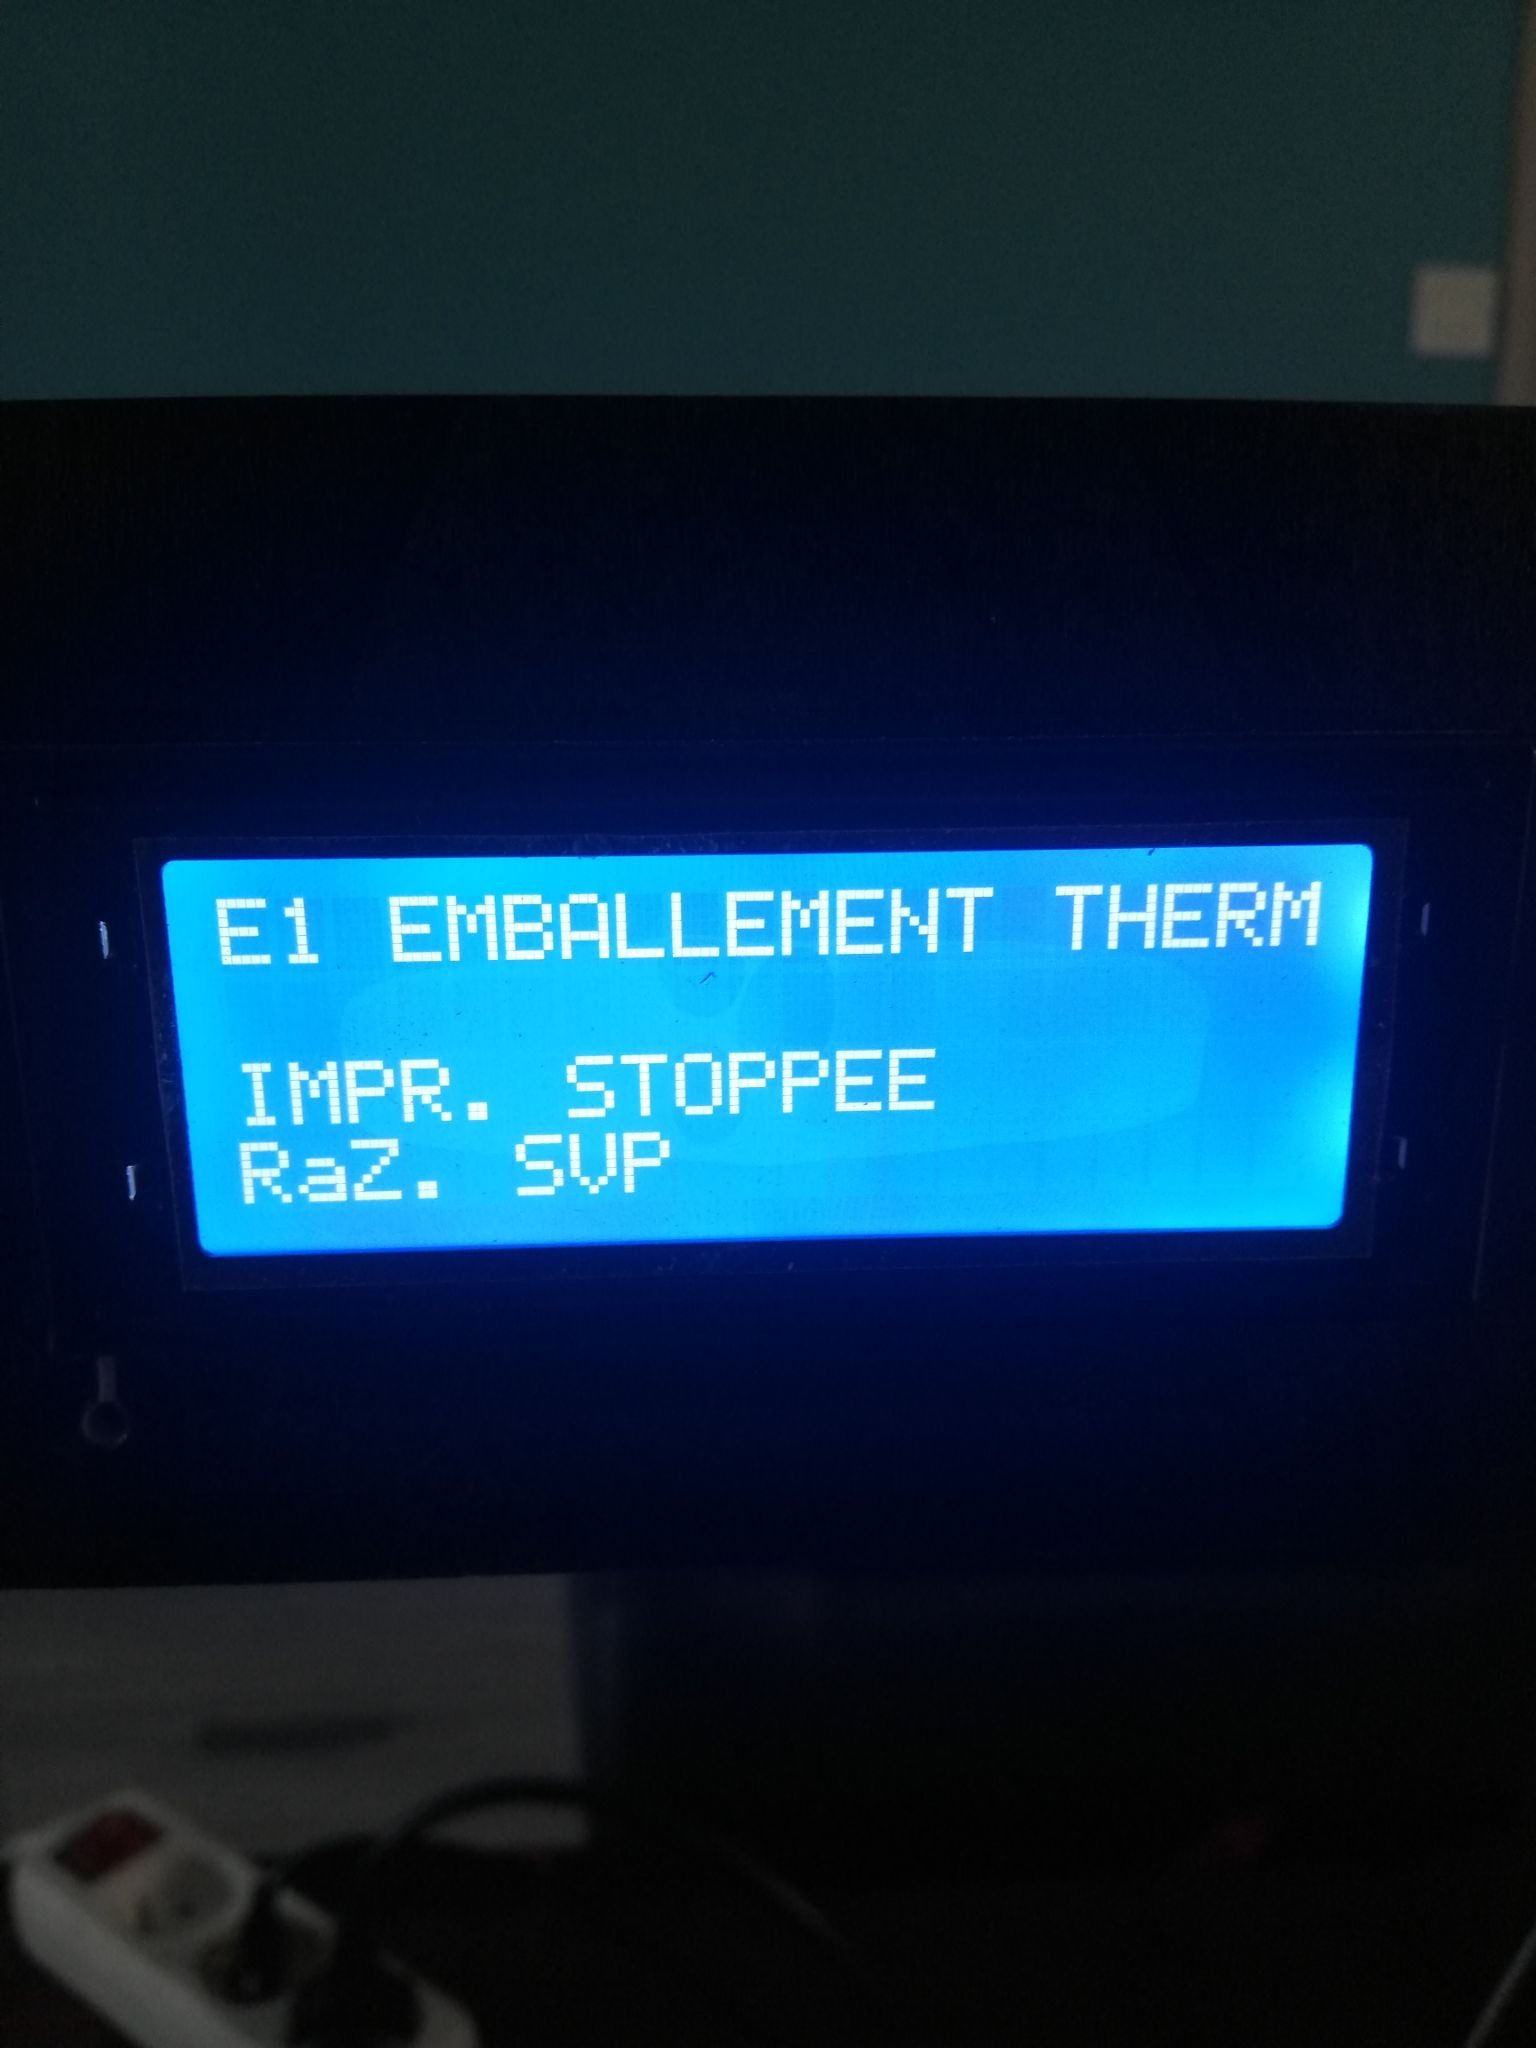 E1 EMBALLEMENT THERM
IMPR. STOPPEE
RaZ. SVP